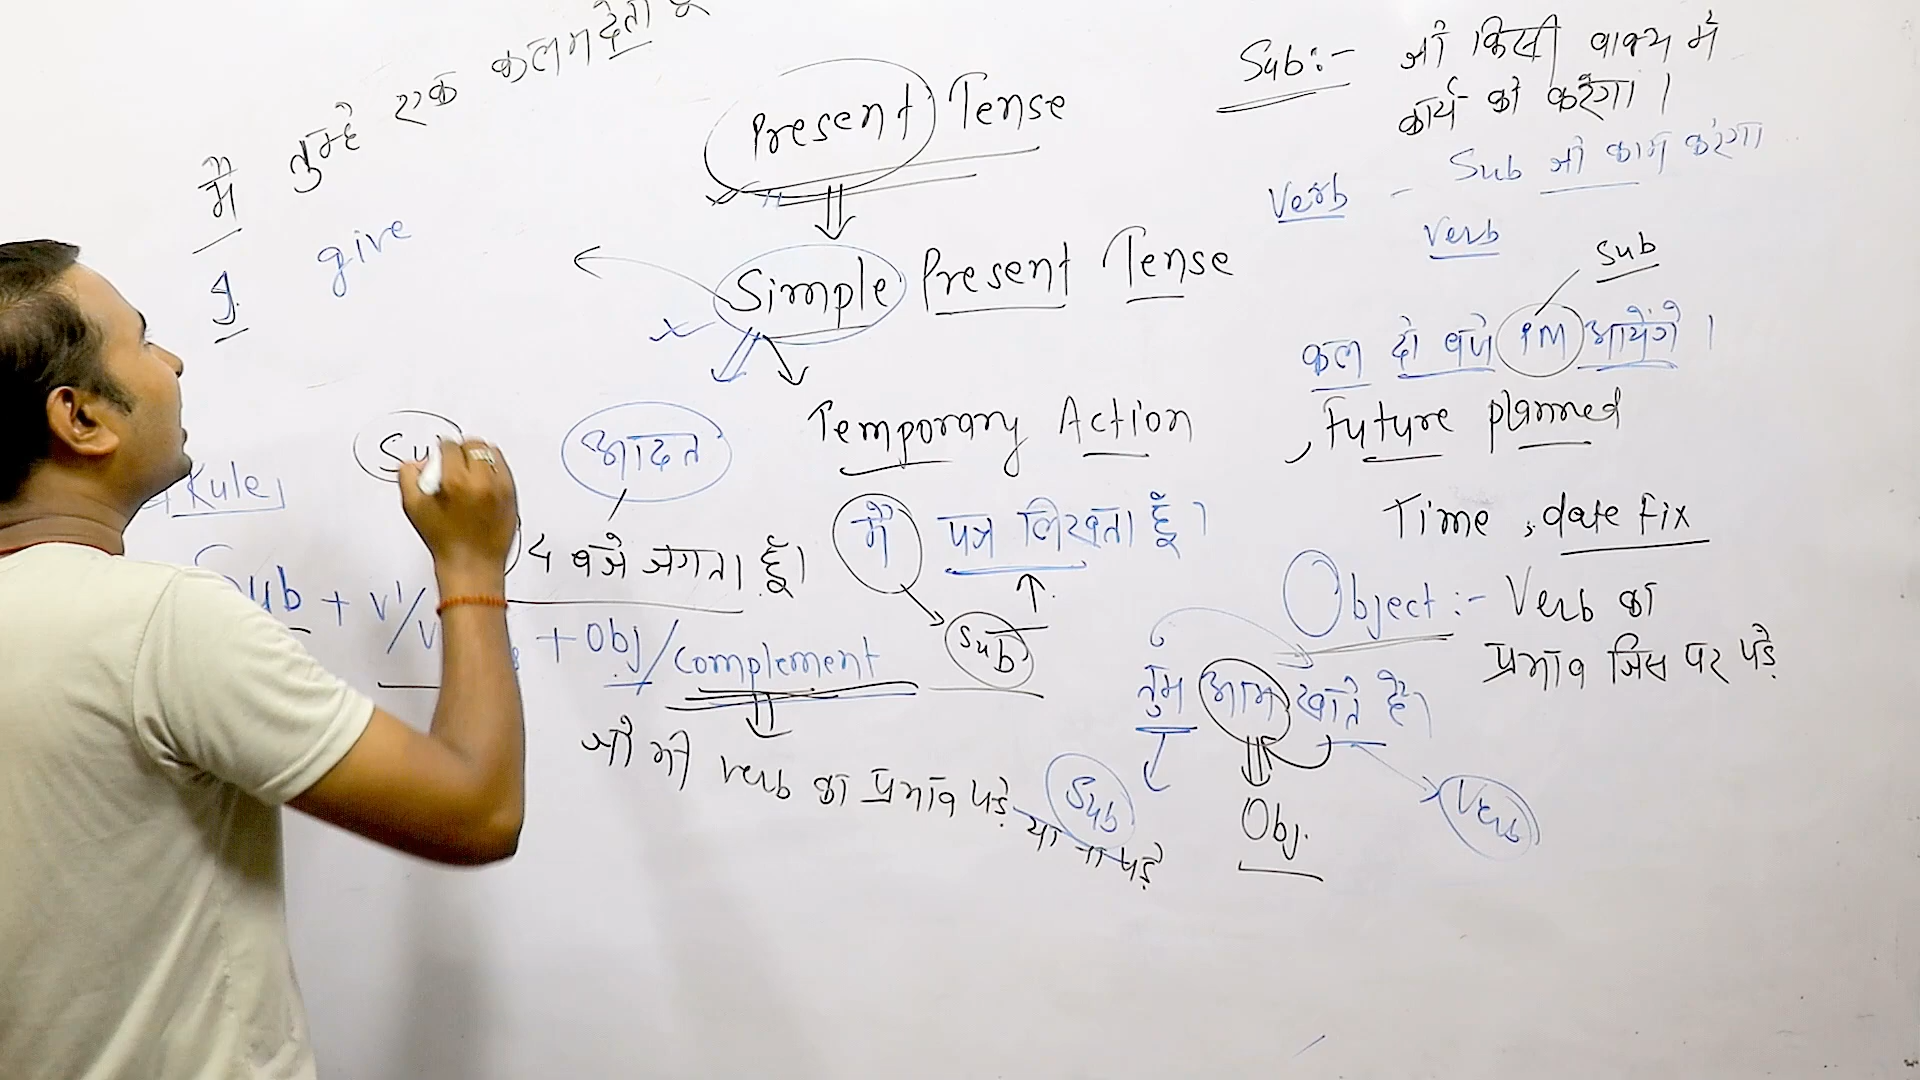 मैं तुम्हे एक कलम देता
I give
Present Tense
Simple Present Tense
Temporary Action
Sub
आदत
Rule
4 बजे जगता हूँ।
मैं पत्र लिखता हूँ।
Sub
Sub + V1/V + Obj/Complement
जो भी verb का प्रभाव पड़े या ना पड़े
Sub:- जो किसी वाक्य में
कार्य को करेगा।
Verb - Sub जो काम करेगा
Verb
Sub
कल दो बजे PM आयेंगे।
Future planned
Time, date fix
Object:- Verb का
प्रभाव जिस पर पड़े
तुम आम खाते है।
Sub
Obj.
Verb